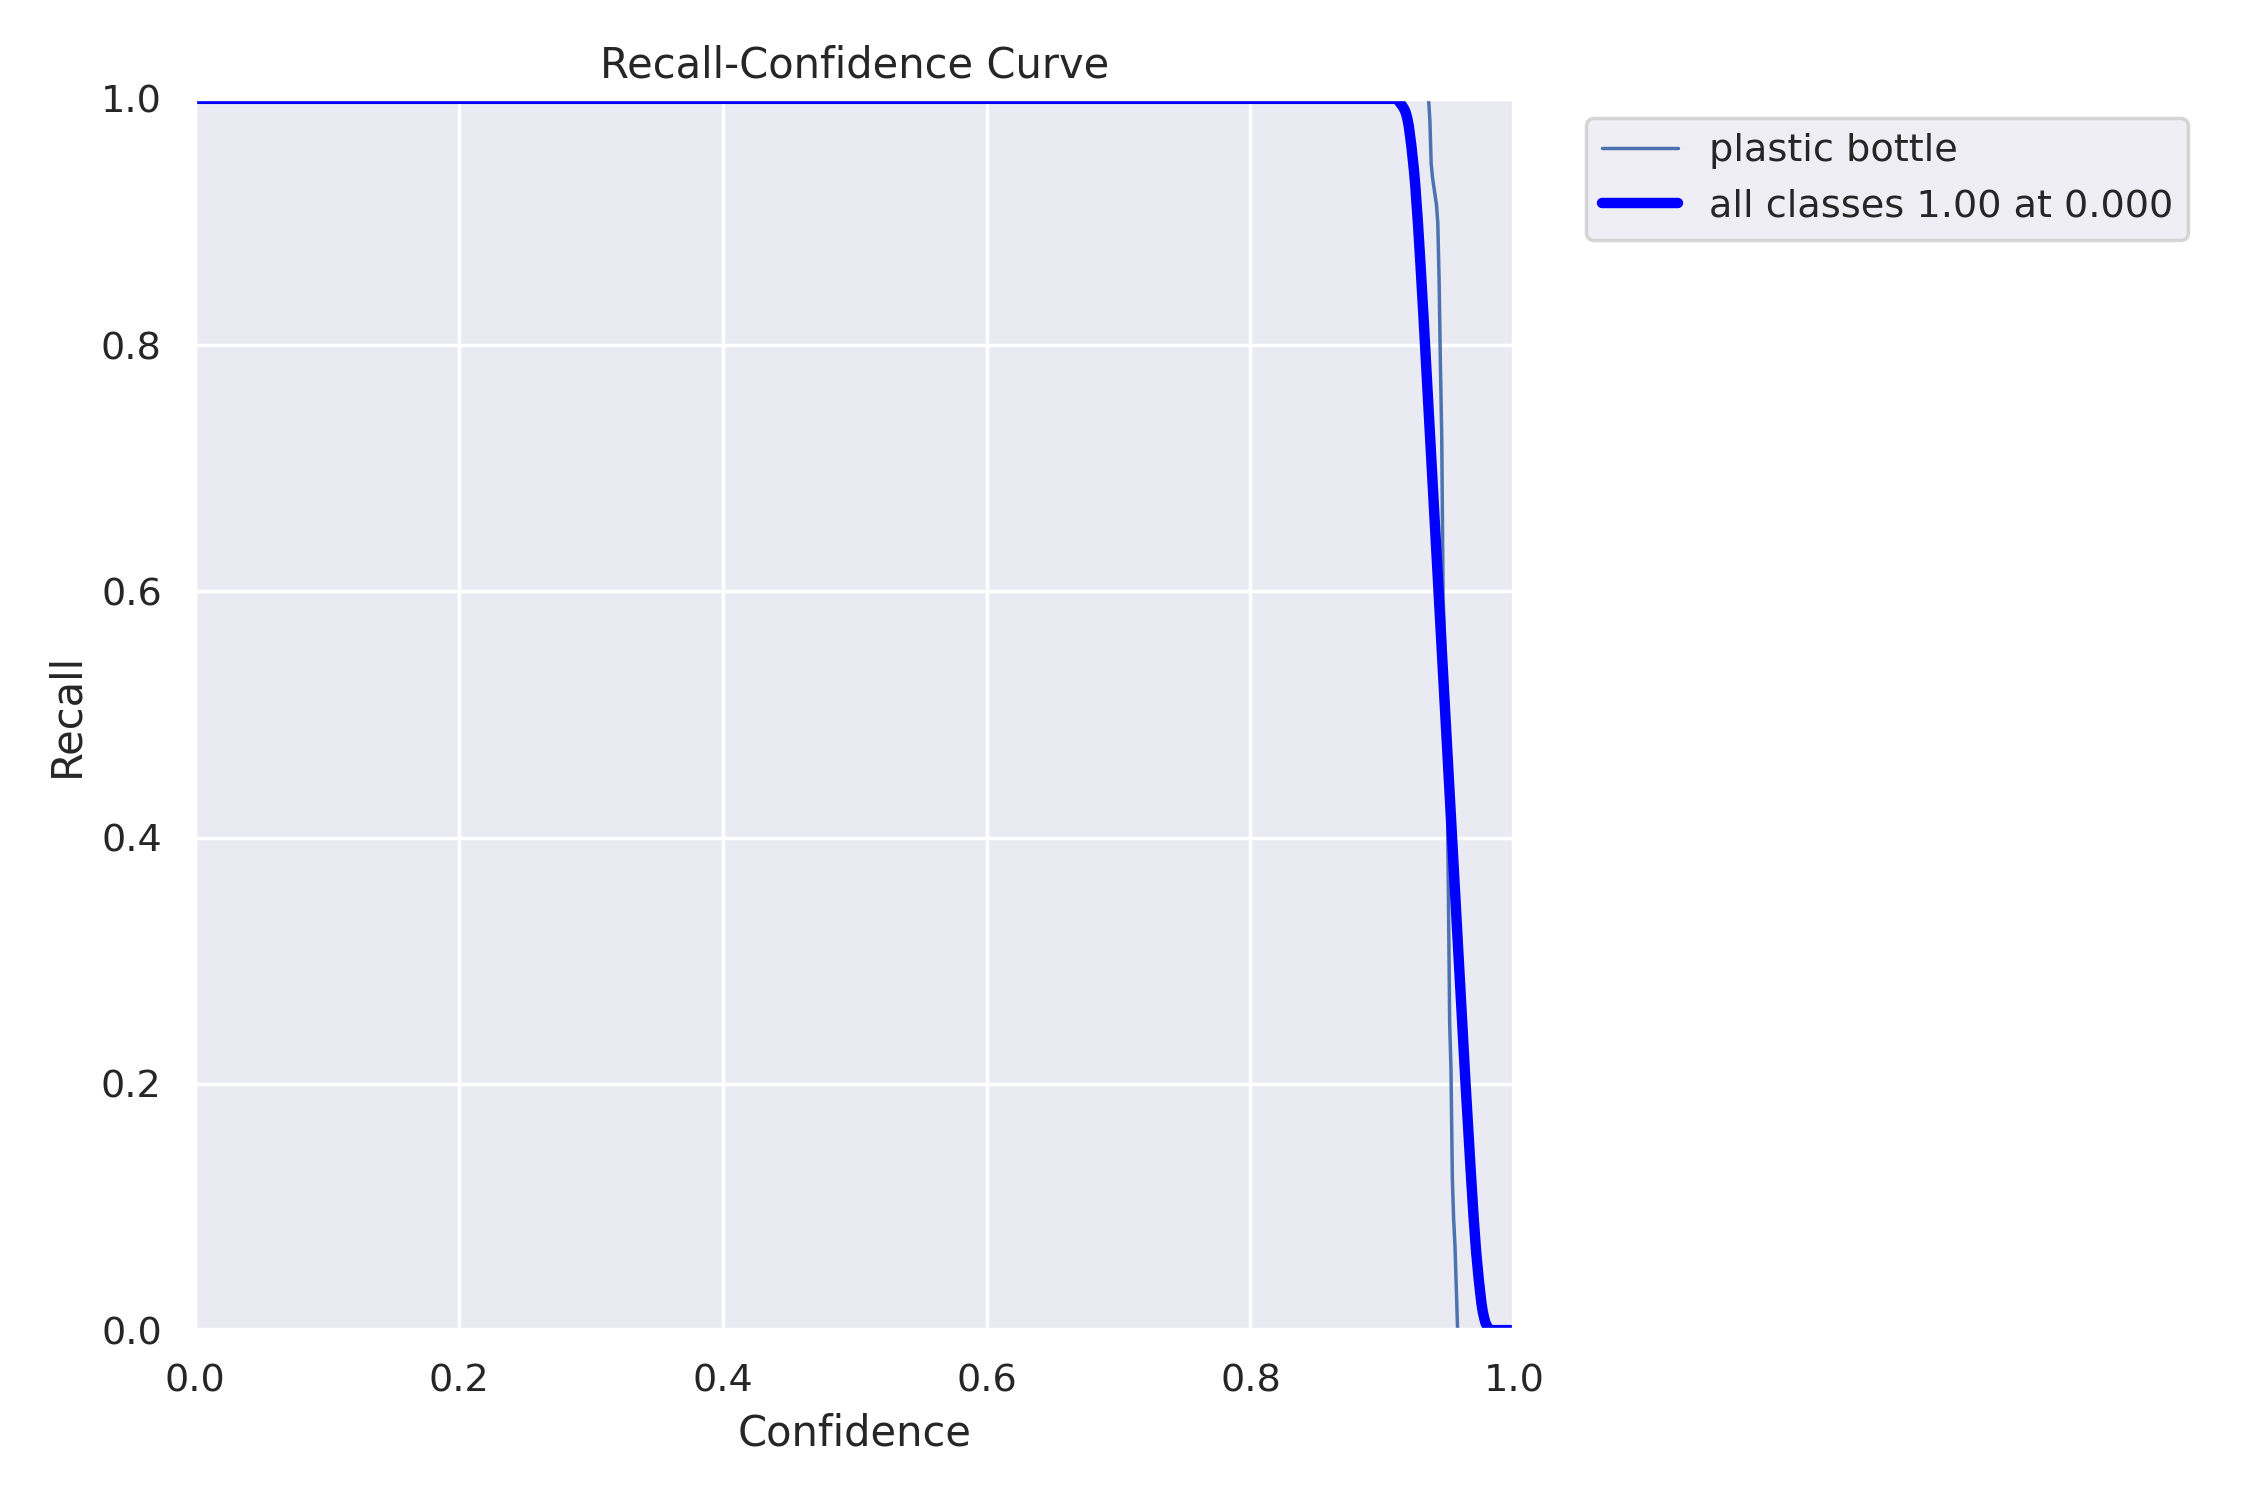 Recall-Confidence Curve
1.0
0.8
0.6
0.4
0.2
0.0
Recall
0.0 0.2 0.4 0.6 0.8 1.0
Confidence
plastic bottle
all classes 1.00 at 0.000